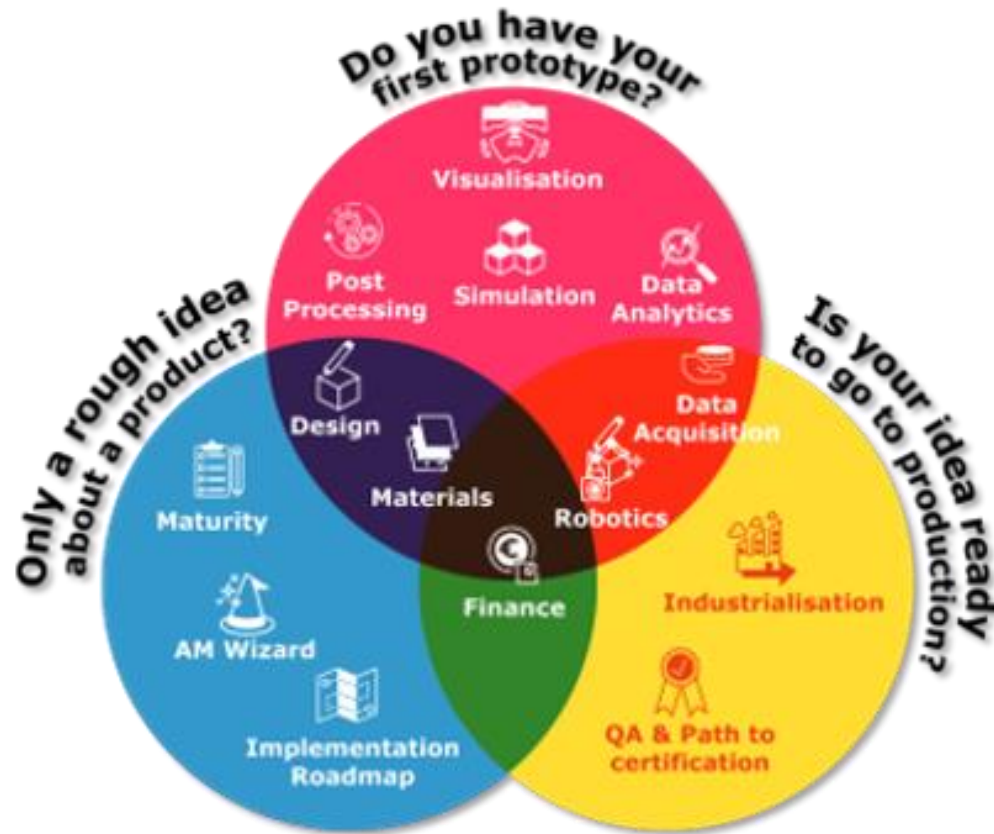 Do you have your
first prototype?
Visualisation
Post
Processing
Simulation
Data
Analytics
Only a rough idea
about a product?
Is your idea ready
to go to production?
Design
Data
Acquisition
Materials
Robotics
Maturity
Finance
Industrialisation
AM Wizard
QA & Path to
certification
Implementation
Roadmap